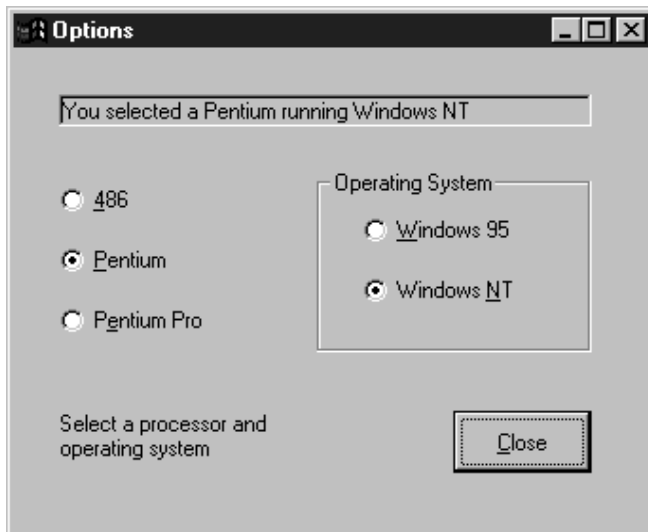 Options
You selected a Pentium running Windows NT
486
Pentium
Pentium Pro
Operating System
Windows 95
Windows NT
Select a processor and
operating system
Close